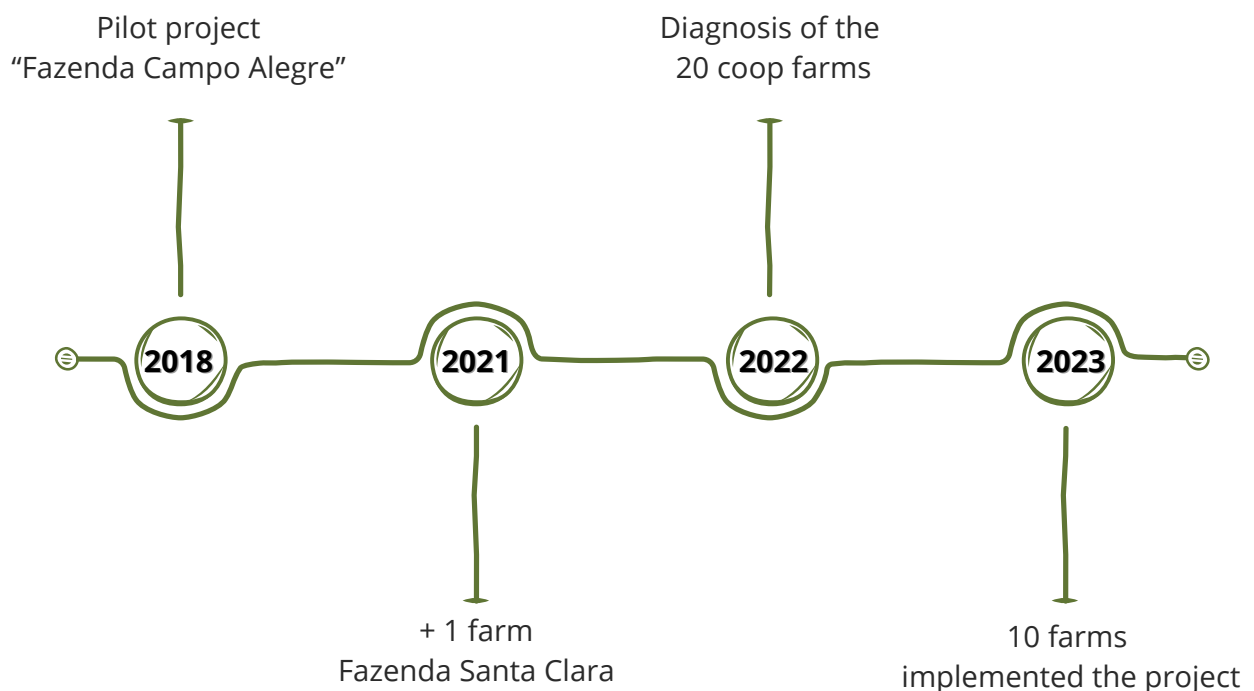 Pilot project
“Fazenda Campo Alegre”
Diagnosis of the
20 coop farms
2018
2021
2022
2023
+ 1 farm
Fazenda Santa Clara
10 farms
implemented the project